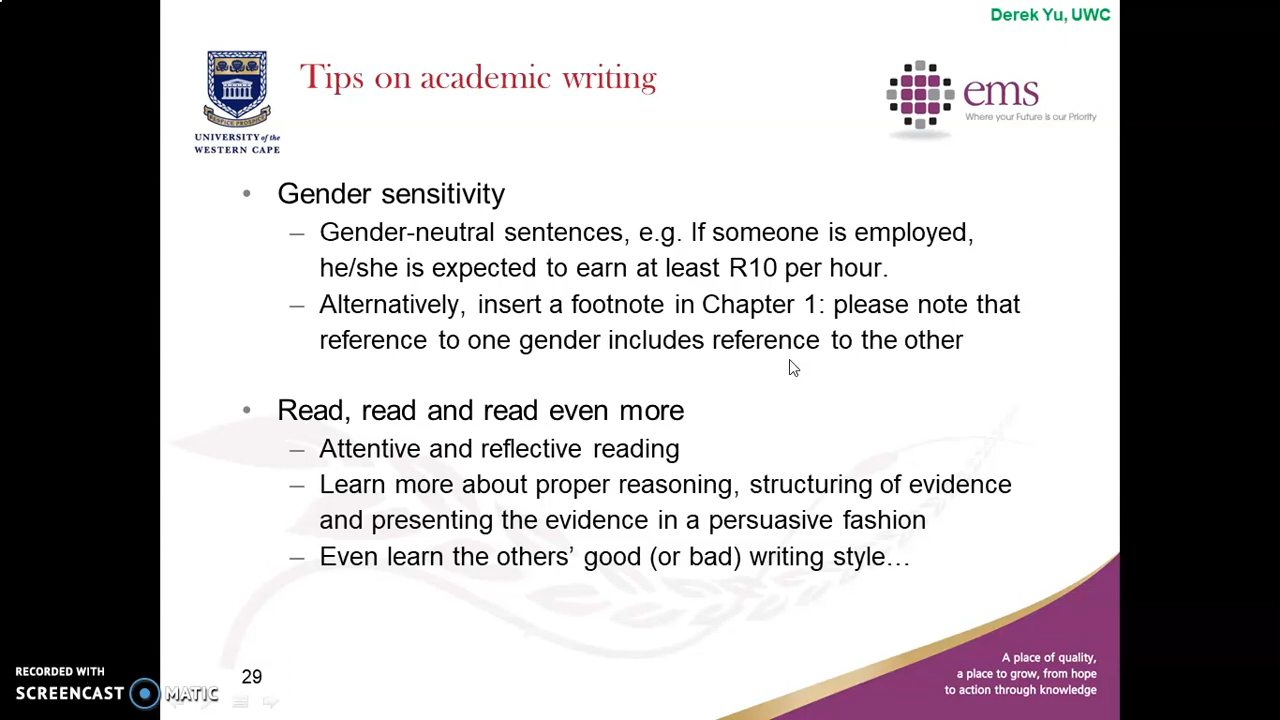 Derek Yu, UWC
Tips on academic writing
UNIVERSITY of the
WESTERN CAPE
ems
Where your Future is our Priority
• Gender sensitivity
– Gender-neutral sentences, e.g. If someone is employed,
he/she is expected to earn at least R10 per hour.
– Alternatively, insert a footnote in Chapter 1: please note that
reference to one gender includes reference to the other
• Read, read and read even more
– Attentive and reflective reading
– Learn more about proper reasoning, structuring of evidence
and presenting the evidence in a persuasive fashion
– Even learn the others’ good (or bad) writing style…
A place of quality,
a place to grow, from hope
to action through knowledge
29
RECORDED WITH
SCREENCAST MATIC